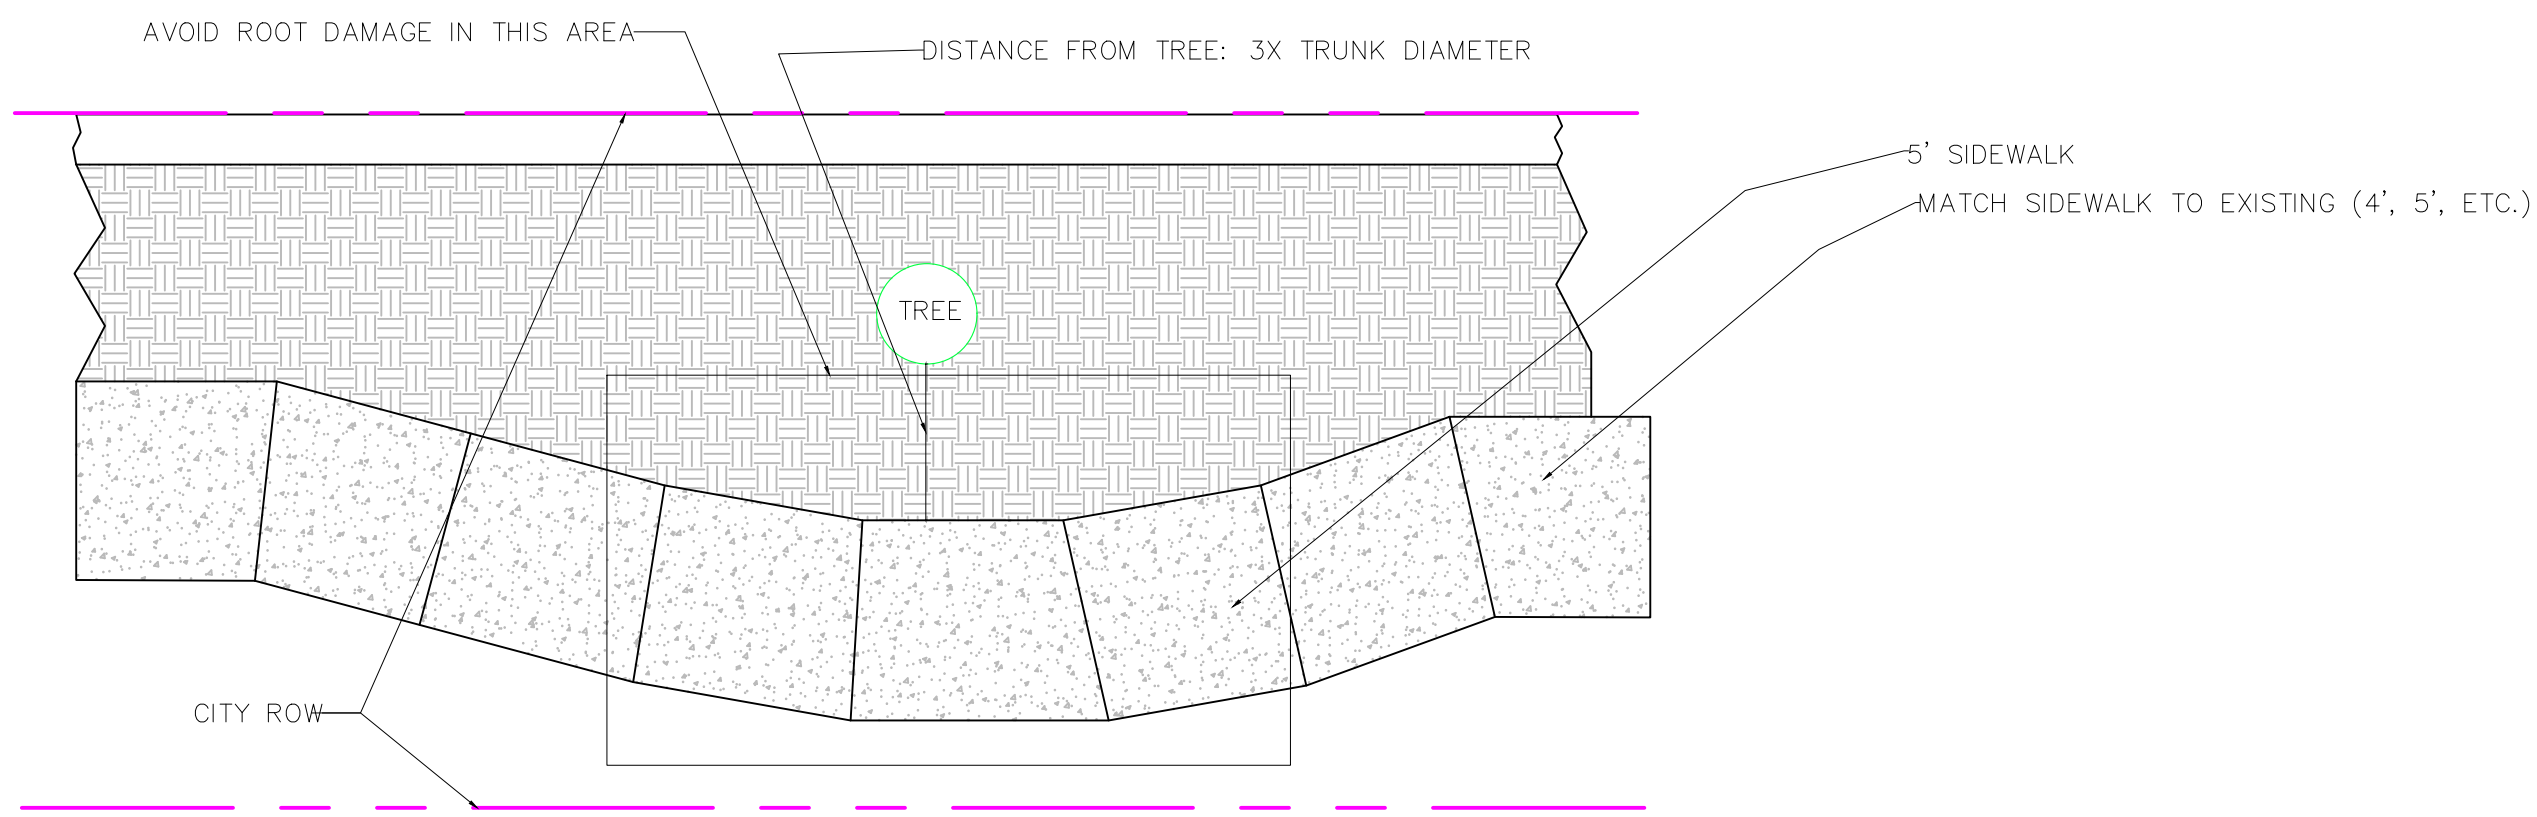 AVOID ROOT DAMAGE IN THIS AREA
DISTANCE FROM TREE: 3X TRUNK DIAMETER
5' SIDEWALK
MATCH SIDEWALK TO EXISTING (4', 5', ETC.)
TREE
CITY ROW